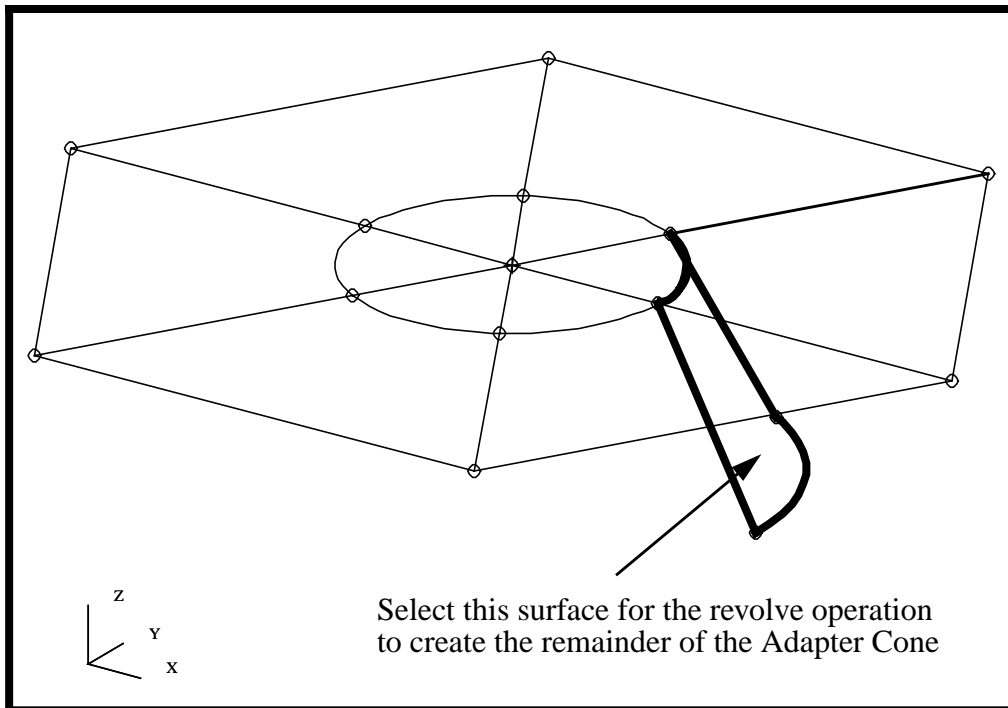 Z
Y
X
Select this surface for the revolve operation
to create the remainder of the Adapter Cone